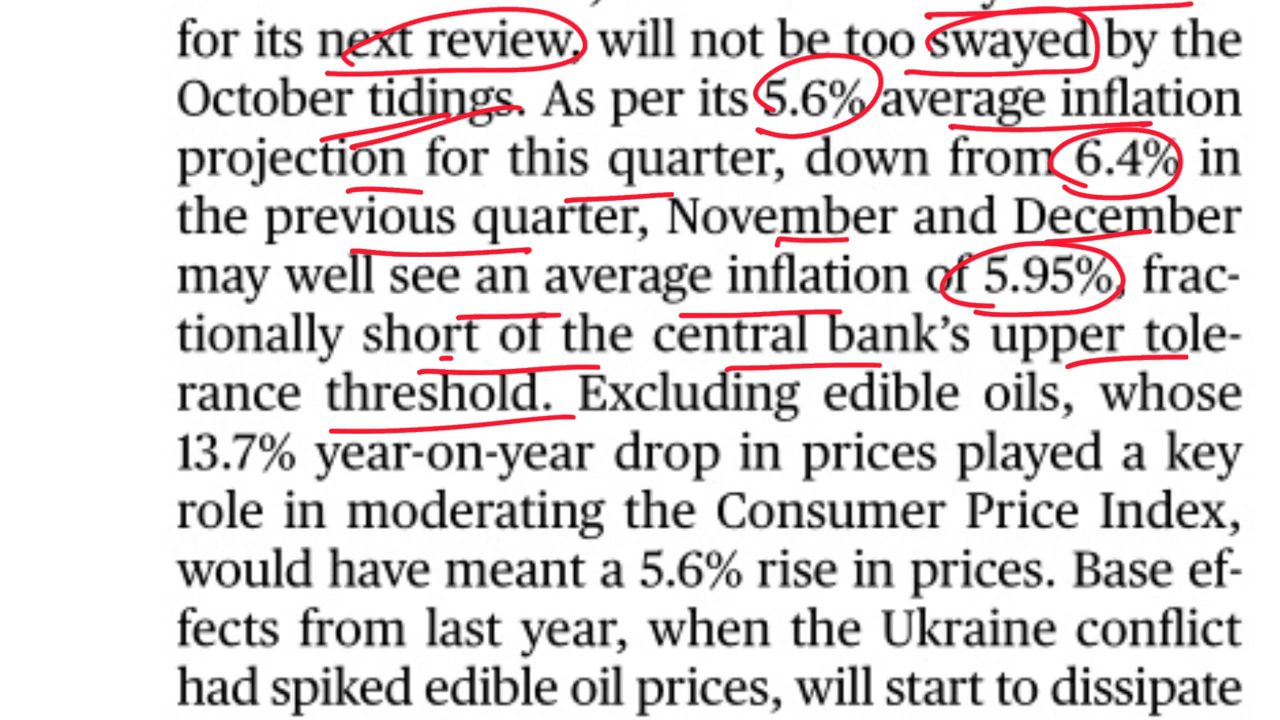 for its next review, will not be too swayed by the
October tidings. As per its 5.6% average inflation
projection for this quarter, down from 6.4% in
the previous quarter, November and December
may well see an average inflation of 5.95%, frac-
tionally short of the central bank’s upper tole-
rance threshold. Excluding edible oils, whose
13.7% year-on-year drop in prices played a key
role in moderating the Consumer Price Index,
would have meant a 5.6% rise in prices. Base ef-
fects from last year, when the Ukraine conflict
had spiked edible oil prices, will start to dissipate